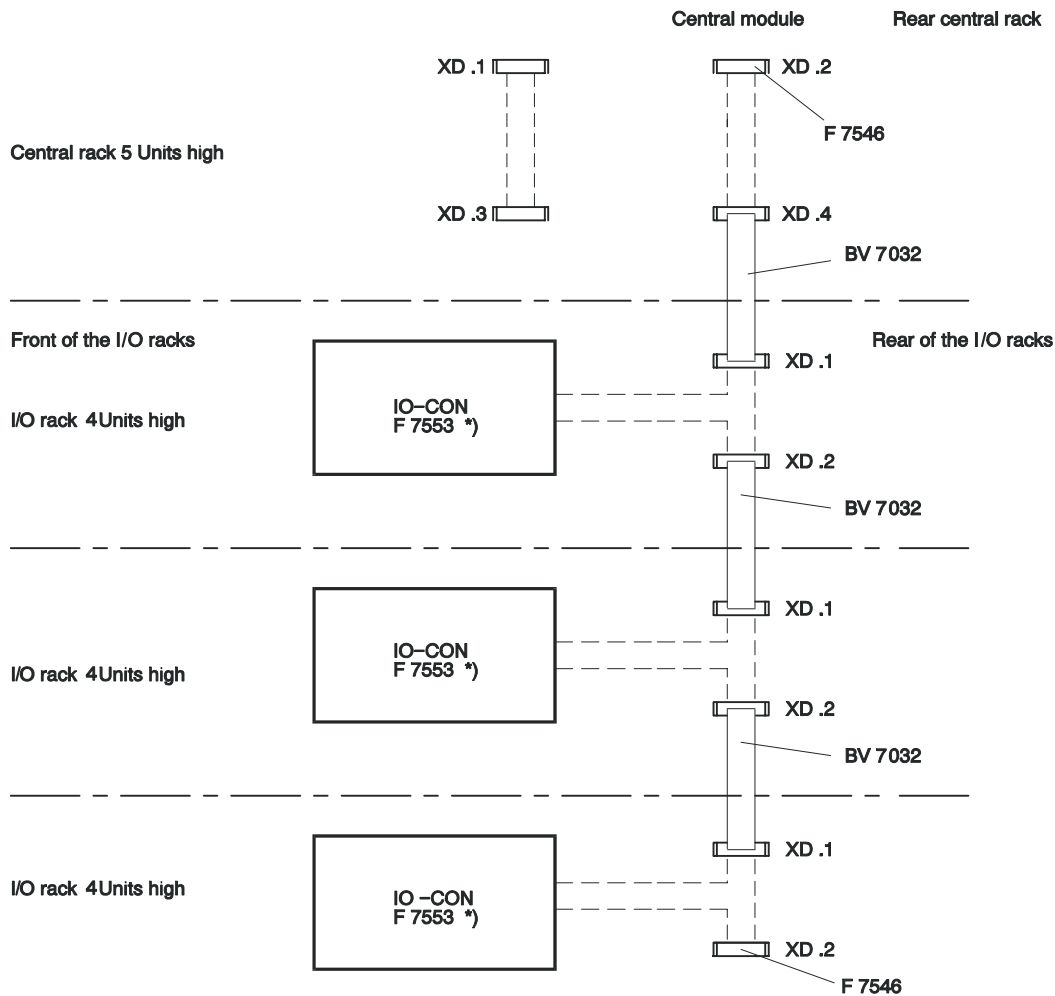 Central module Rear central rack
XD .1 XD .2
F 7546
Central rack 5 Units high
XD .3 XD .4
BV 7032
Front of the I/O racks Rear of the I/O racks
XD .1
IO-CON
F 7553 *)
I/O rack 4Units high
XD .2
BV 7032
XD .1
IO-CON
F 7553 *)
I/O rack 4Units high
XD .2
BV 7032
XD .1
I/O rack 4Units high
IO -CON
F 7553 *)
XD .2
F 7546